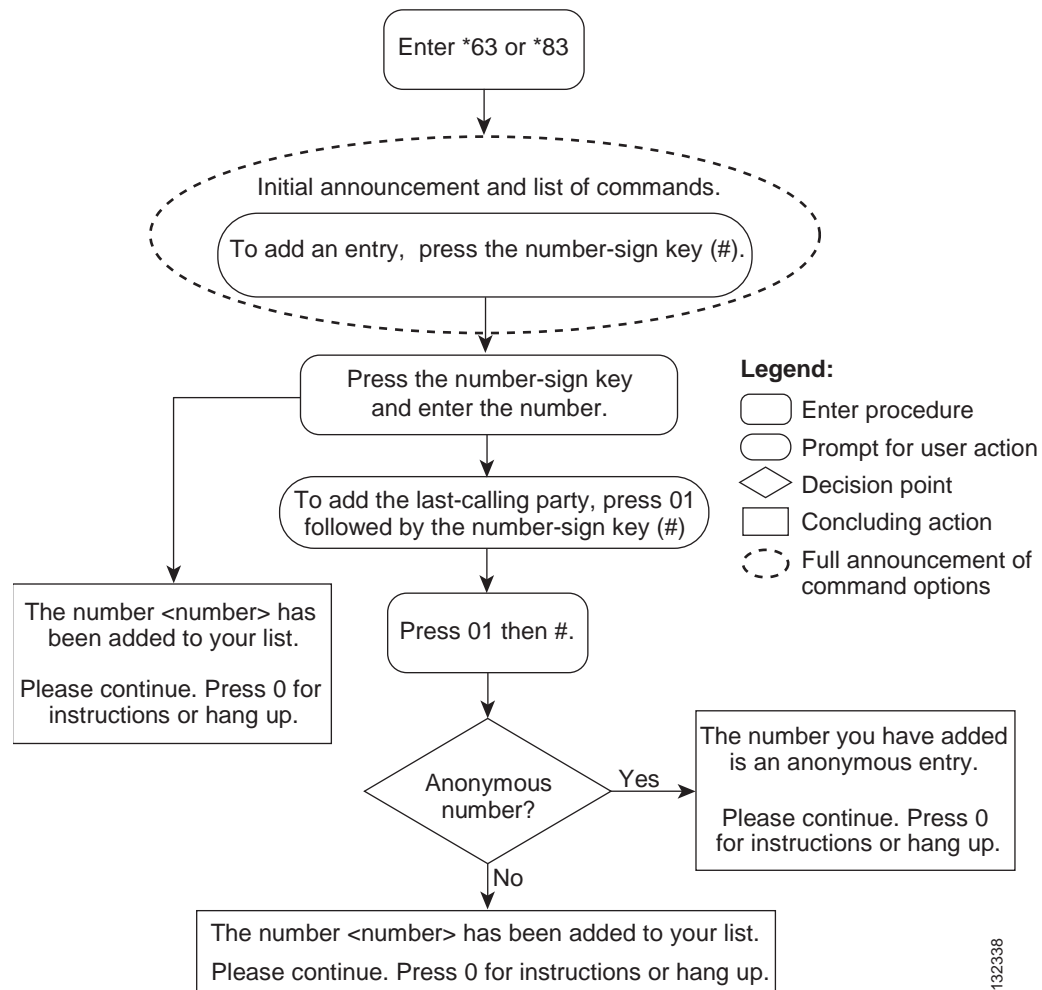 Enter *63 or *83
Initial announcement and list of commands.
To add an entry,  press the number-sign key (#).
Press the number-sign key
and enter the number.
To add the last-calling party, press 01
followed by the number-sign key (#)
Press 01 then #.
The number <number> has
been added to your list.
Please continue. Press 0 for
instructions or hang up.
Anonymous
number?
Yes
The number you have added
is an anonymous entry.
Please continue. Press 0
for instructions or hang up.
No
The number <number> has been added to your list.
Please continue. Press 0 for instructions or hang up.
Legend:
Enter procedure
Prompt for user action
Decision point
Concluding action
Full announcement of
command options
132338